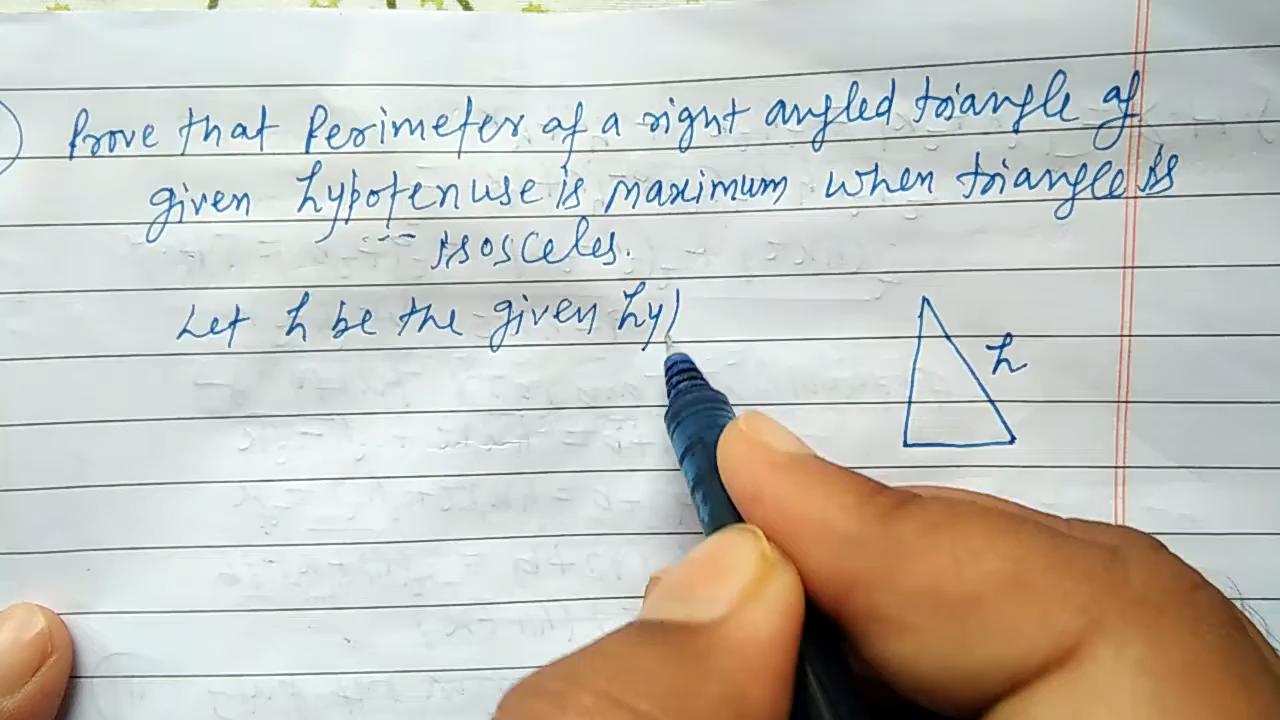 Prove that Perimeter of a right angled triangle of
given hypotenuse is maximum when triangle is
isosceles.
Let h be the given hyp
h